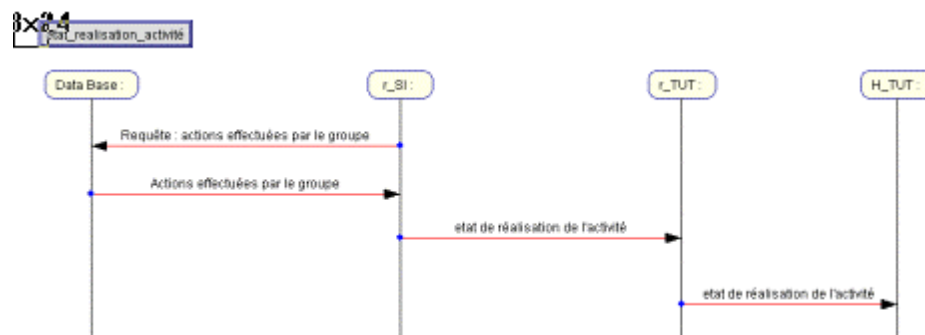 etat_realisation_activité
Data Base :
r_SI :
r_TUT :
H_TUT :
Requête : actions effectuées par le groupe
Actions effectuées par le groupe
etat de réalisation de l'activité
etat de réalisation de l'activité